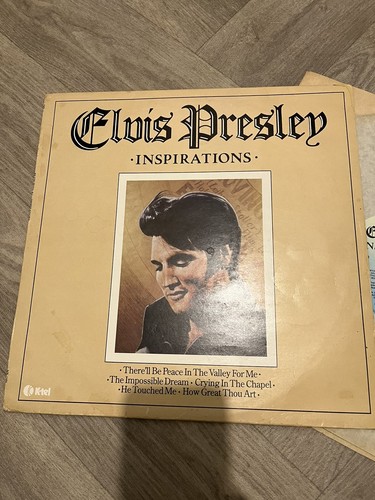 Elvis Presley
·INSPIRATIONS·
·There'll Be Peace In The Valley For Me·
·The Impossible Dream·Crying In The Chapel·
·He Touched Me·How Great Thou Art·
K-tel